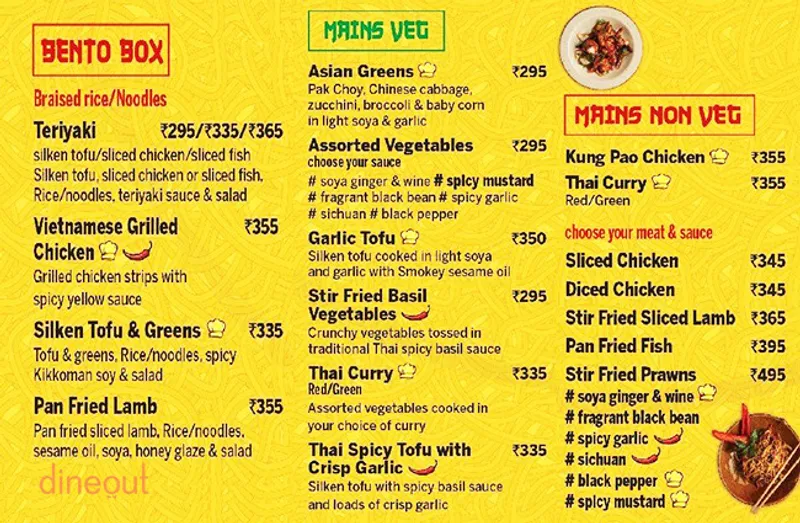 BENTO BOX
Braised rice/Noodles
Teriyaki ₹295/₹335/₹365
silken tofu/sliced chicken/sliced fish
Silken tofu, sliced chicken or sliced fish,
Rice/noodles, teriyaki sauce & salad
Vietnamese Grilled ₹355
Chicken
Grilled chicken strips with
spicy yellow sauce
Silken Tofu & Greens ₹335
Tofu & greens, Rice/noodles, spicy
Kikkoman soy & salad
Pan Fried Lamb ₹355
Pan fried sliced lamb, Rice/noodles,
sesame oil, soya, honey glaze & salad
dineout
MAINS VEG
Asian Greens ₹295
Pak Choy, Chinese cabbage,
zucchini, broccoli & baby corn
in light soya & garlic
Assorted Vegetables ₹295
choose your sauce
# soya ginger & wine # spicy mustard
# fragrant black bean # spicy garlic
# sichuan # black pepper
Garlic Tofu ₹350
Silken tofu cooked in light soya
and garlic with Smokey sesame oil
Stir Fried Basil ₹295
Vegetables
Crunchy vegetables tossed in
traditional Thai spicy basil sauce
Thai Curry ₹335
Red/Green
Assorted vegetables cooked in
your choice of curry
Thai Spicy Tofu with ₹335
Crisp Garlic
Silken tofu with spicy basil sauce
and loads of crisp garlic
MAINS NON VEG
Kung Pao Chicken ₹355
Thai Curry ₹355
Red/Green
choose your meat & sauce
Sliced Chicken ₹345
Diced Chicken ₹345
Stir Fried Sliced Lamb ₹365
Pan Fried Fish ₹395
Stir Fried Prawns ₹495
# soya ginger & wine
# fragrant black bean
# spicy garlic
# sichuan
# black pepper
# spicy mustard